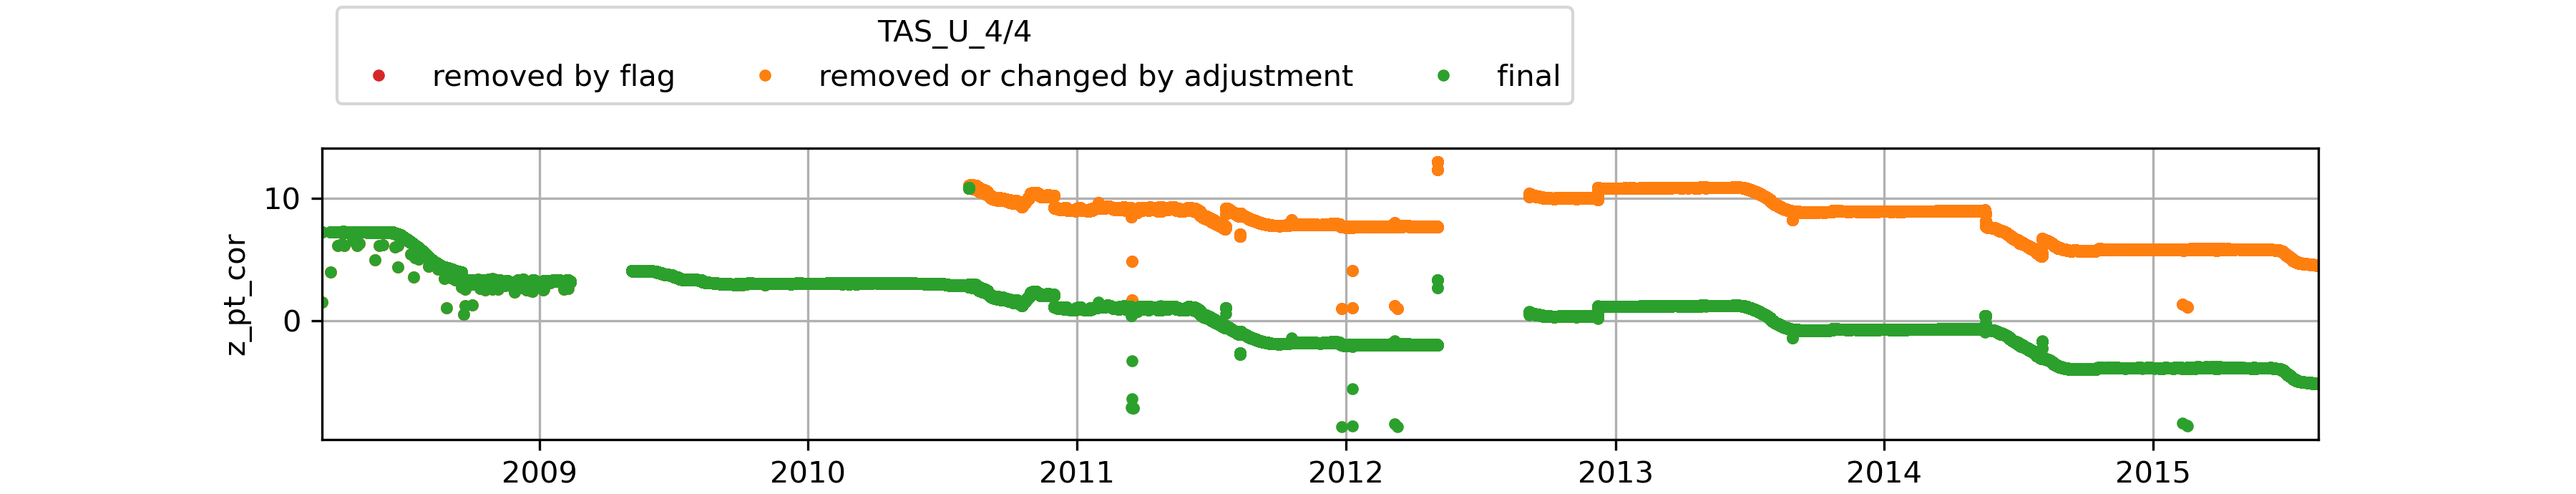 TAS_U_4/4
removed by flag removed or changed by adjustment final
10
0
z_pt_cor
2009 2010 2011 2012 2013 2014 2015